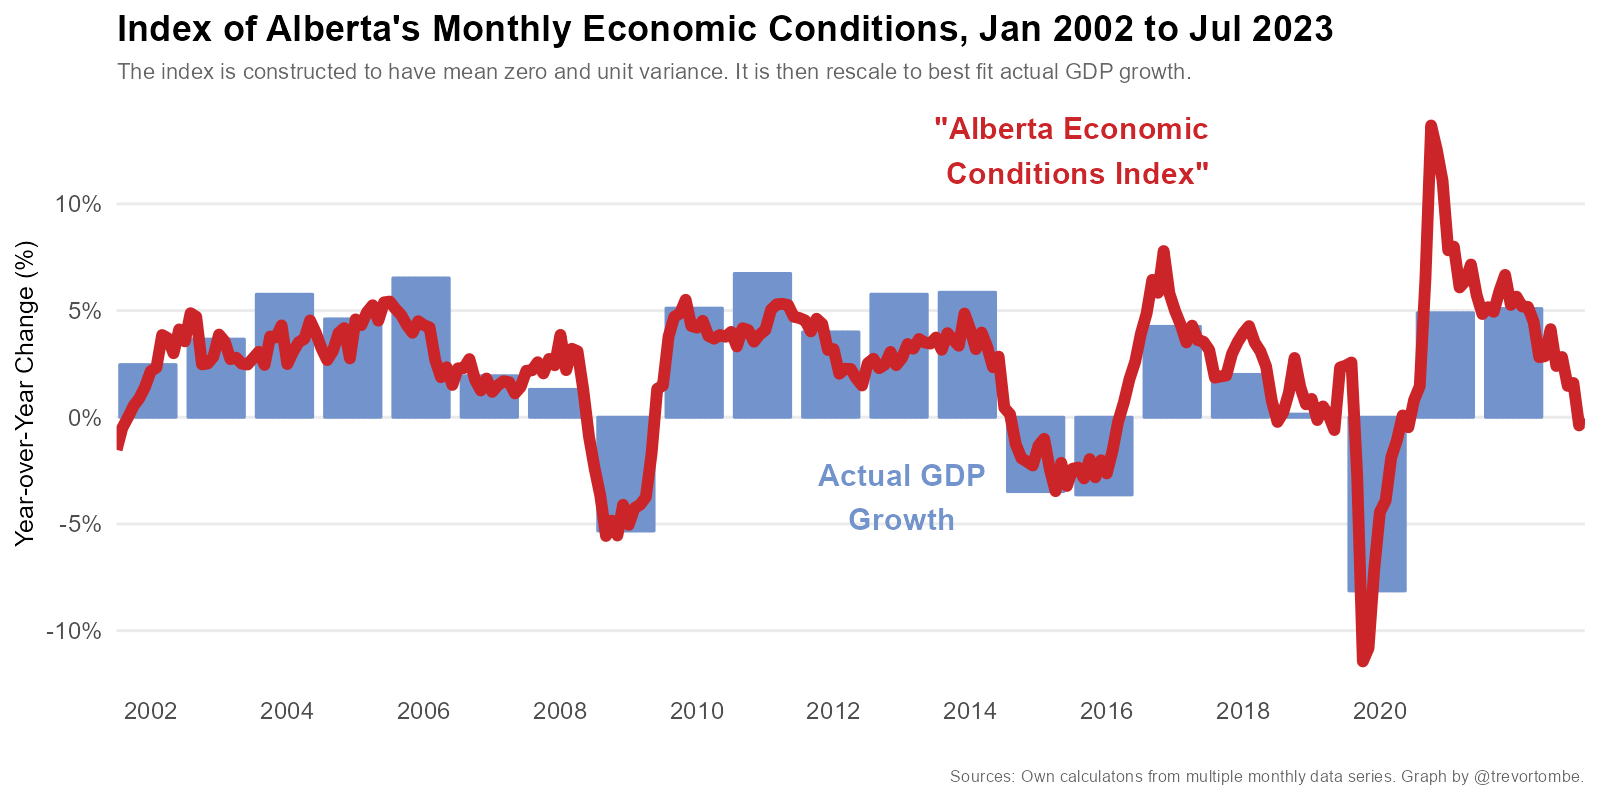 Index of Alberta's Monthly Economic Conditions, Jan 2002 to Jul 2023
The index is constructed to have mean zero and unit variance. It is then rescale to best fit actual GDP growth.
"Alberta Economic
Conditions Index"
10%
5%
0%
-5%
-10%
Year-over-Year Change (%)
Actual GDP
Growth
2002 2004 2006 2008 2010 2012 2014 2016 2018 2020
Sources: Own calculatons from multiple monthly data series. Graph by @trevortombe.